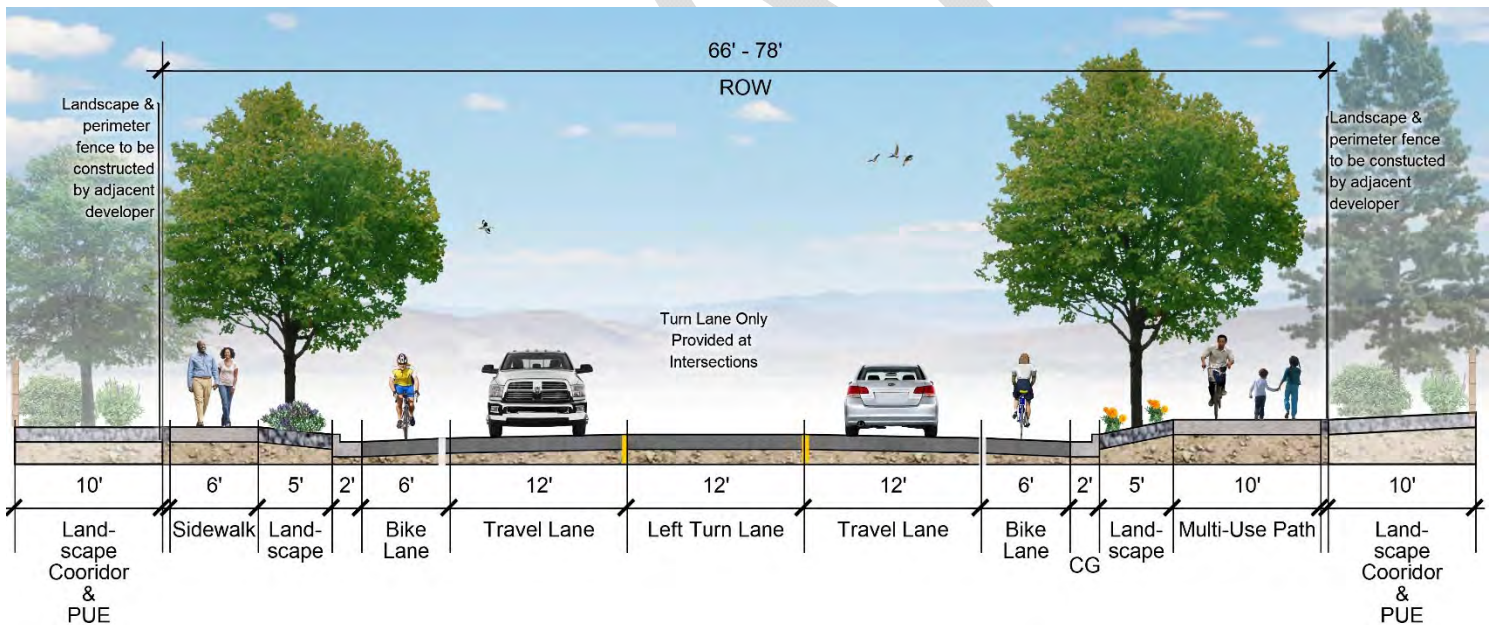 66' - 78'
ROW
Landscape &
perimeter
fence to be
constructed
by adjacent
developer
Landscape &
perimeter fence
to be constucted
by adjacent
developer
Turn Lane Only
Provided at
Intersections
10' 6' 5' 2' 6' 12' 12' 12' 6' 2' 5' 10' 10'
Land-
scape
Cooridor
&
PUE
Sidewalk
Land-
scape
Bike
Lane
Travel Lane
Left Turn Lane
Travel Lane
Bike
Lane
CG
Land-
scape
Multi-Use Path
Land-
scape
Cooridor
&
PUE